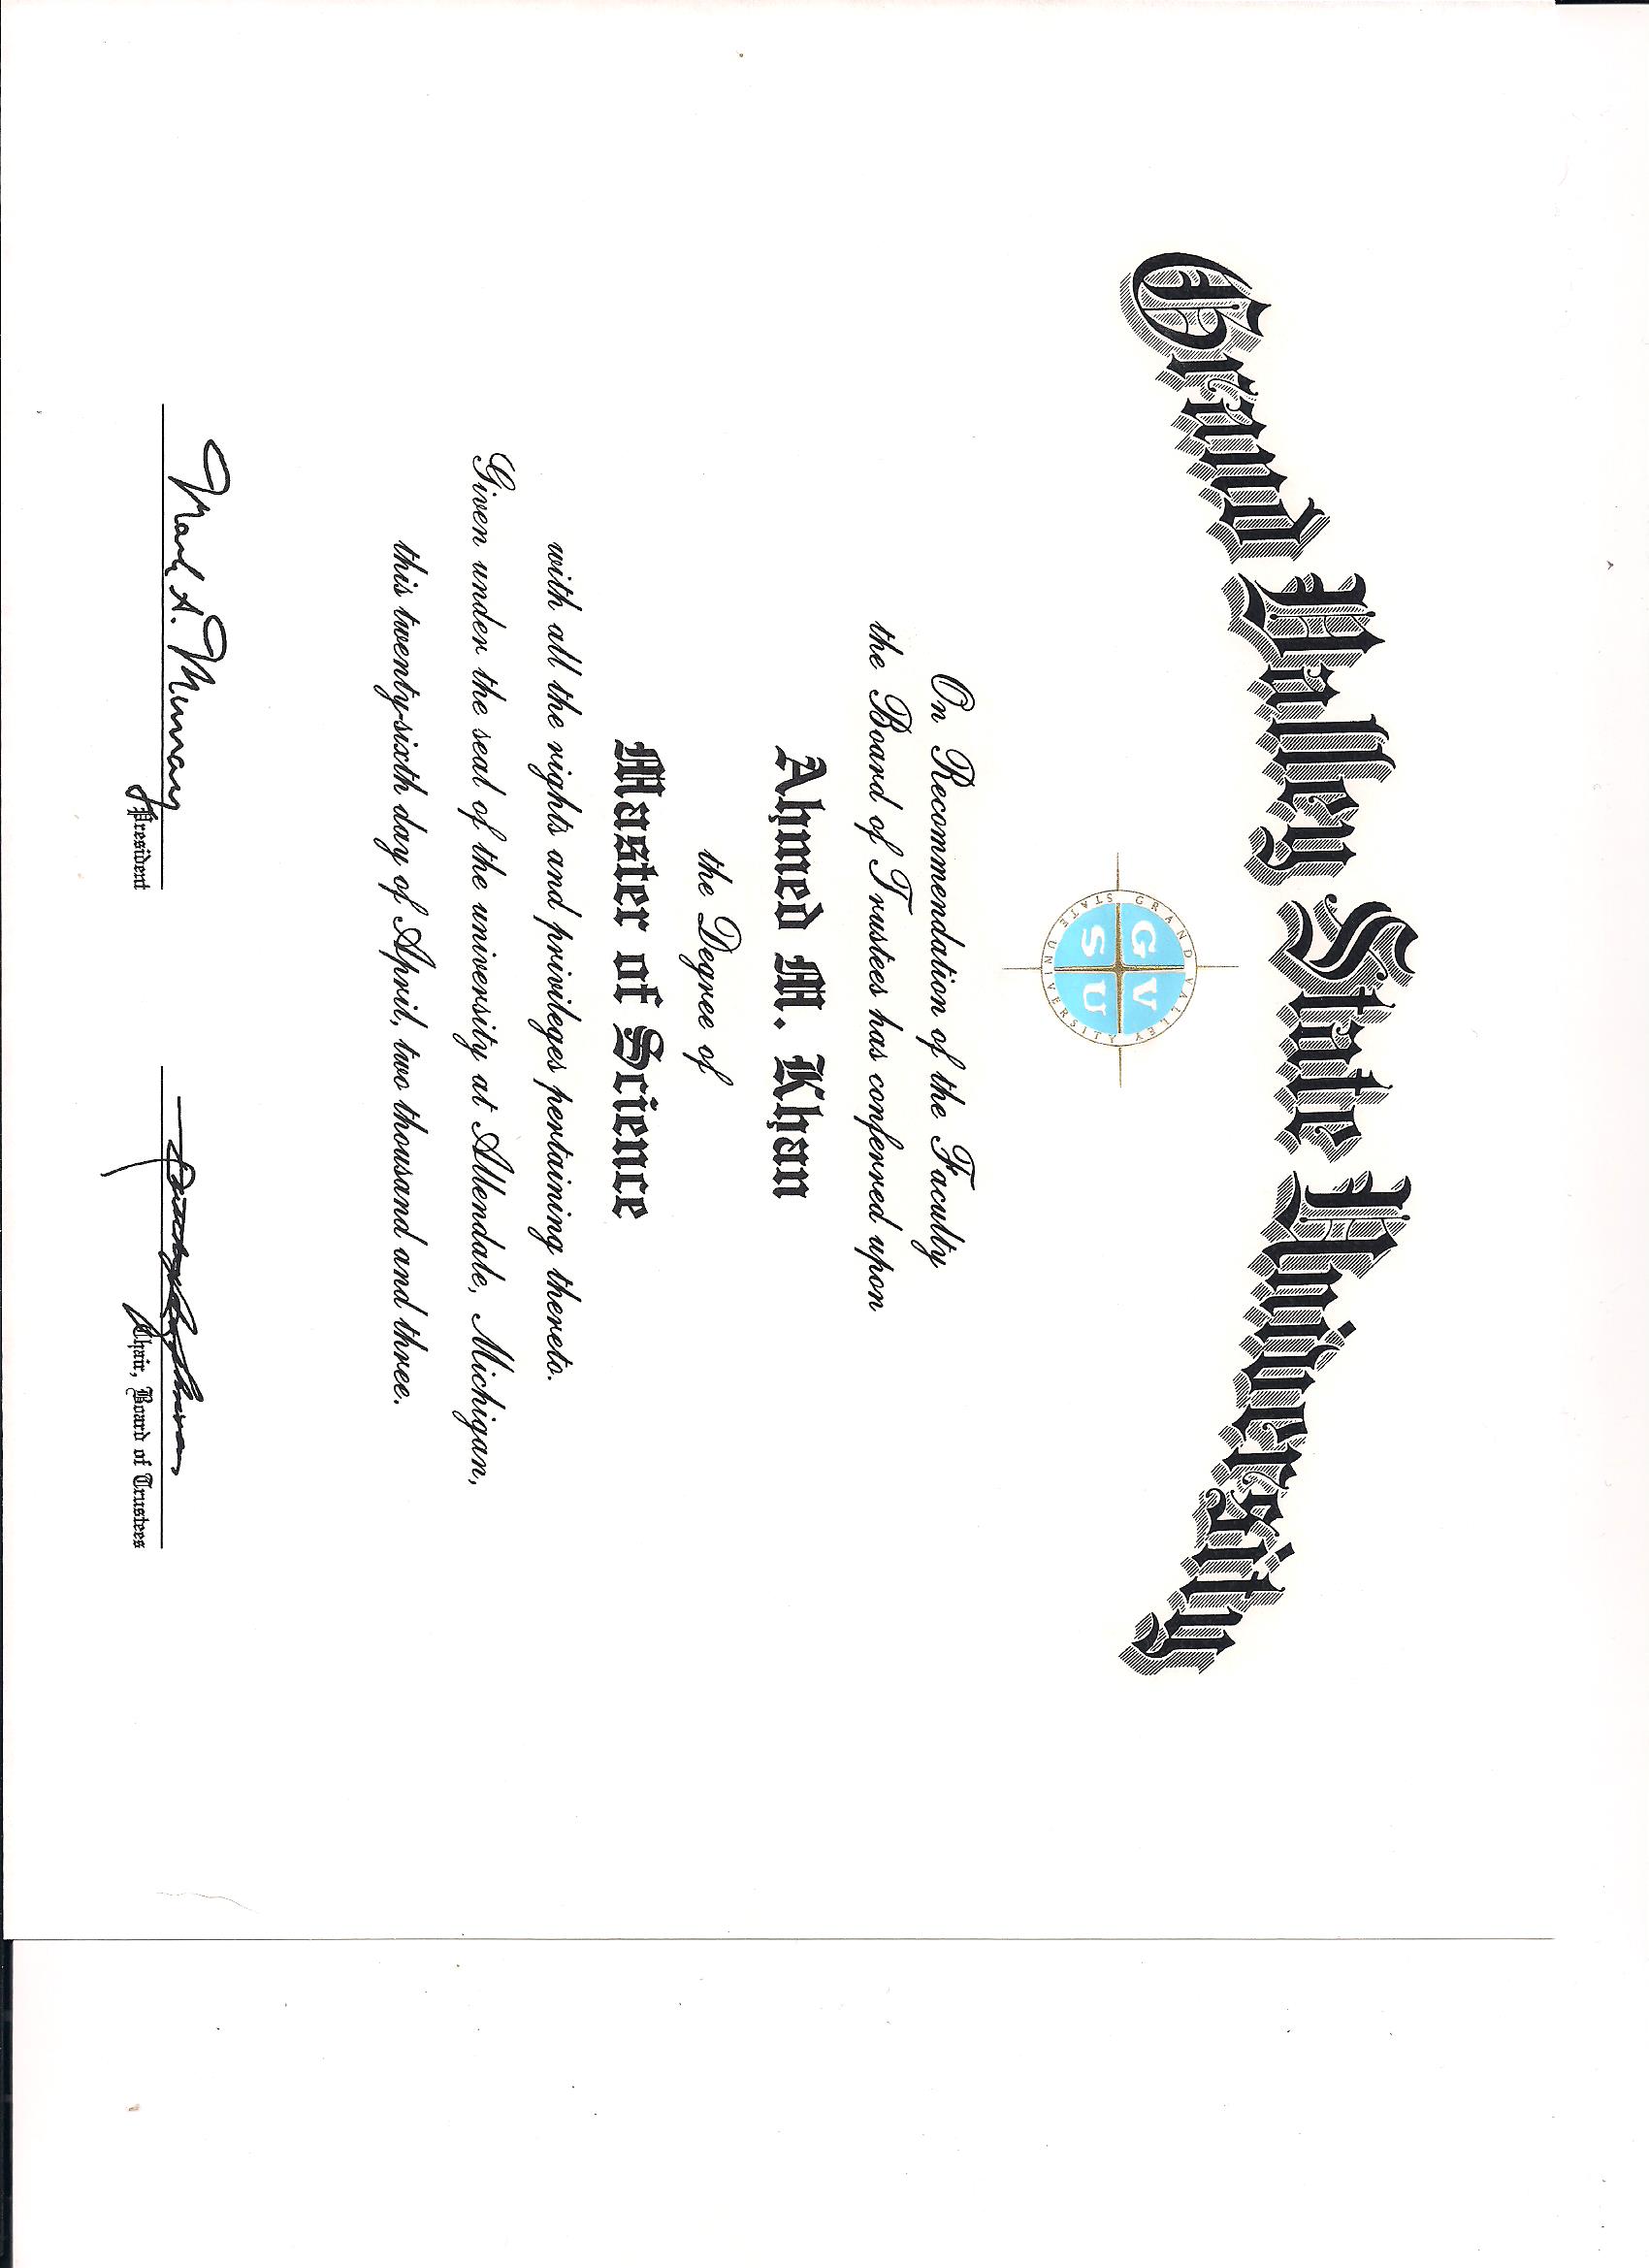 Grand Valley State University
GRAND VALLEY
G V
S U
STATE UNIVERSITY
On Recommendation of the Faculty
the Board of Trustees has conferred upon
Ahmed M. Khan
the Degree of
Master of Science
with all the rights and privileges pertaining thereto.
Given under the seal of the university at Allendale, Michigan,
this twenty-sixth day of April, two thousand and three.
Mark A. Murray
President
Chair, Board of Trustees